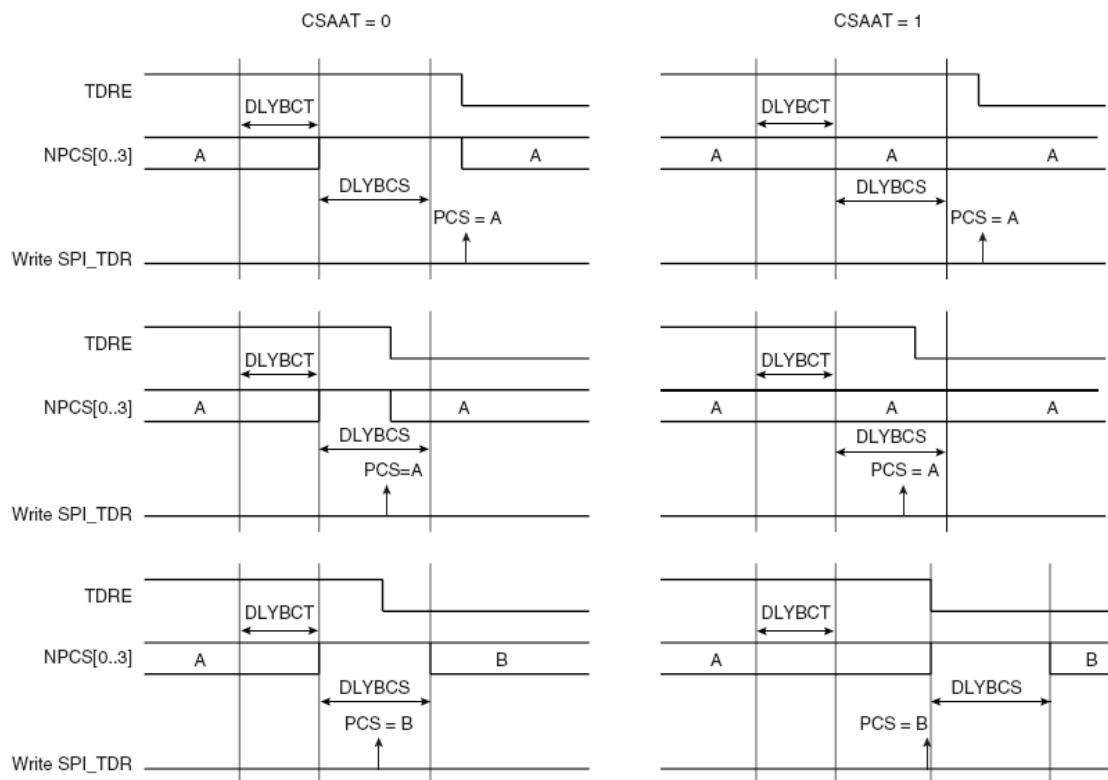 CSAAT = 0
CSAAT = 1
TDRE
DLYBCT
DLYBCT
NPCS[0..3]
A
A
A
A
A
DLYBCS
DLYBCS
PCS = A
PCS = A
Write SPI_TDR
TDRE
DLYBCT
DLYBCT
NPCS[0..3]
A
A
A
A
A
DLYBCS
DLYBCS
PCS=A
PCS = A
Write SPI_TDR
TDRE
DLYBCT
DLYBCT
NPCS[0..3]
A
B
A
B
DLYBCS
DLYBCS
PCS = B
PCS = B
Write SPI_TDR